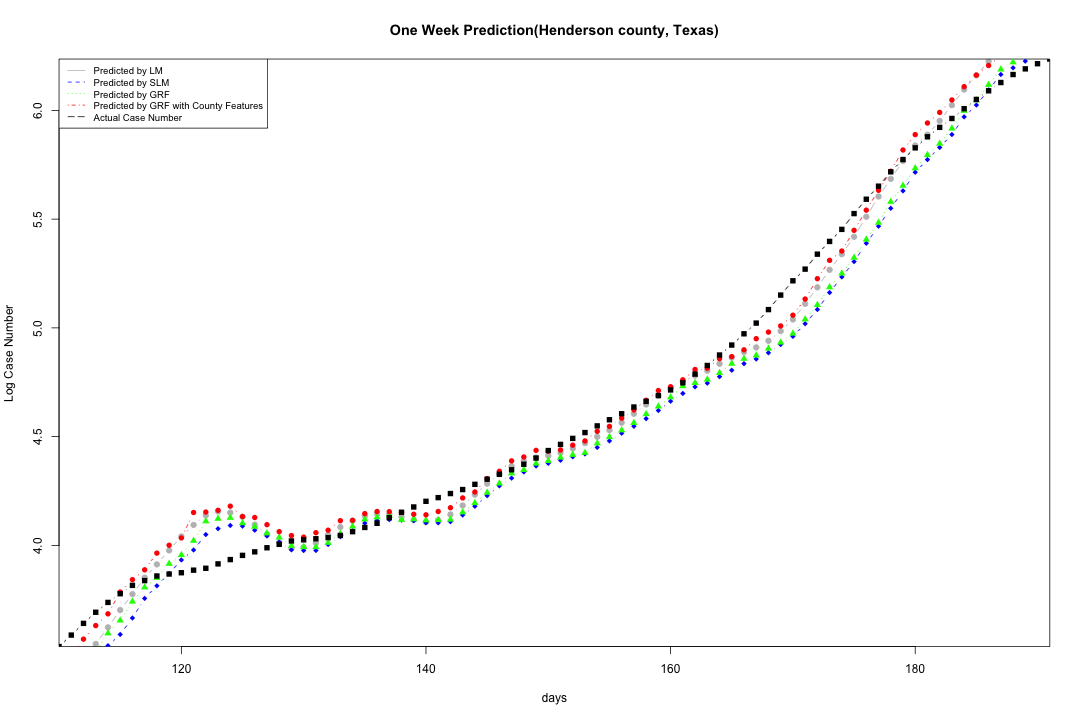 One Week Prediction(Henderson county, Texas)
Predicted by LM
Predicted by SLM
Predicted by GRF
Predicted by GRF with County Features
Actual Case Number
6.0
5.5
5.0
4.5
4.0
Log Case Number
120 140 160 180
days